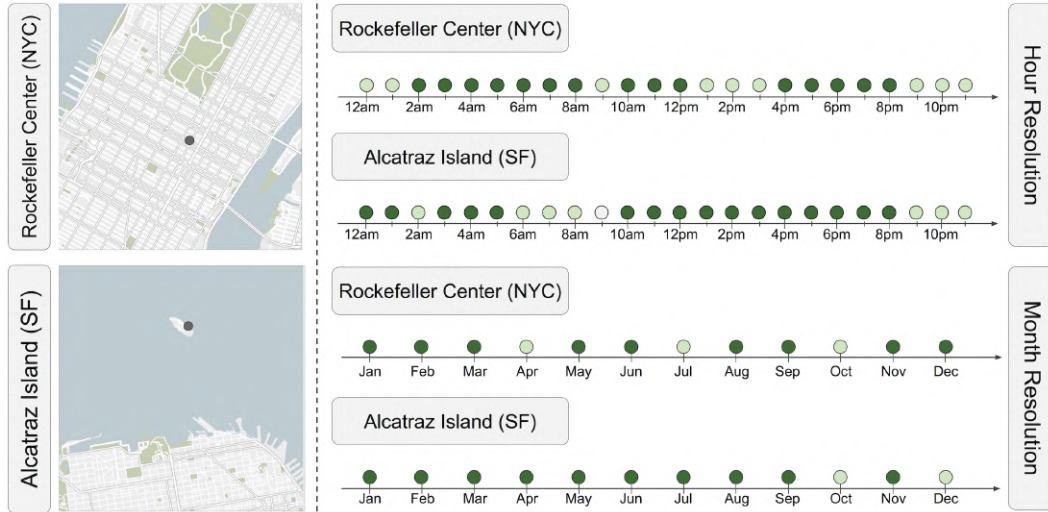 Rockefeller Center (NYC)
Rockefeller Center (NYC)
12am 2am 4am 6am 8am 10am 12pm 2pm 4pm 6pm 8pm 10pm
Alcatraz Island (SF)
12am 2am 4am 6am 8am 10am 12pm 2pm 4pm 6pm 8pm 10pm
Hour Resolution
Alcatraz Island (SF)
Rockefeller Center (NYC)
Jan Feb Mar Apr May Jun Jul Aug Sep Oct Nov Dec
Alcatraz Island (SF)
Jan Feb Mar Apr May Jun Jul Aug Sep Oct Nov Dec
Month Resolution